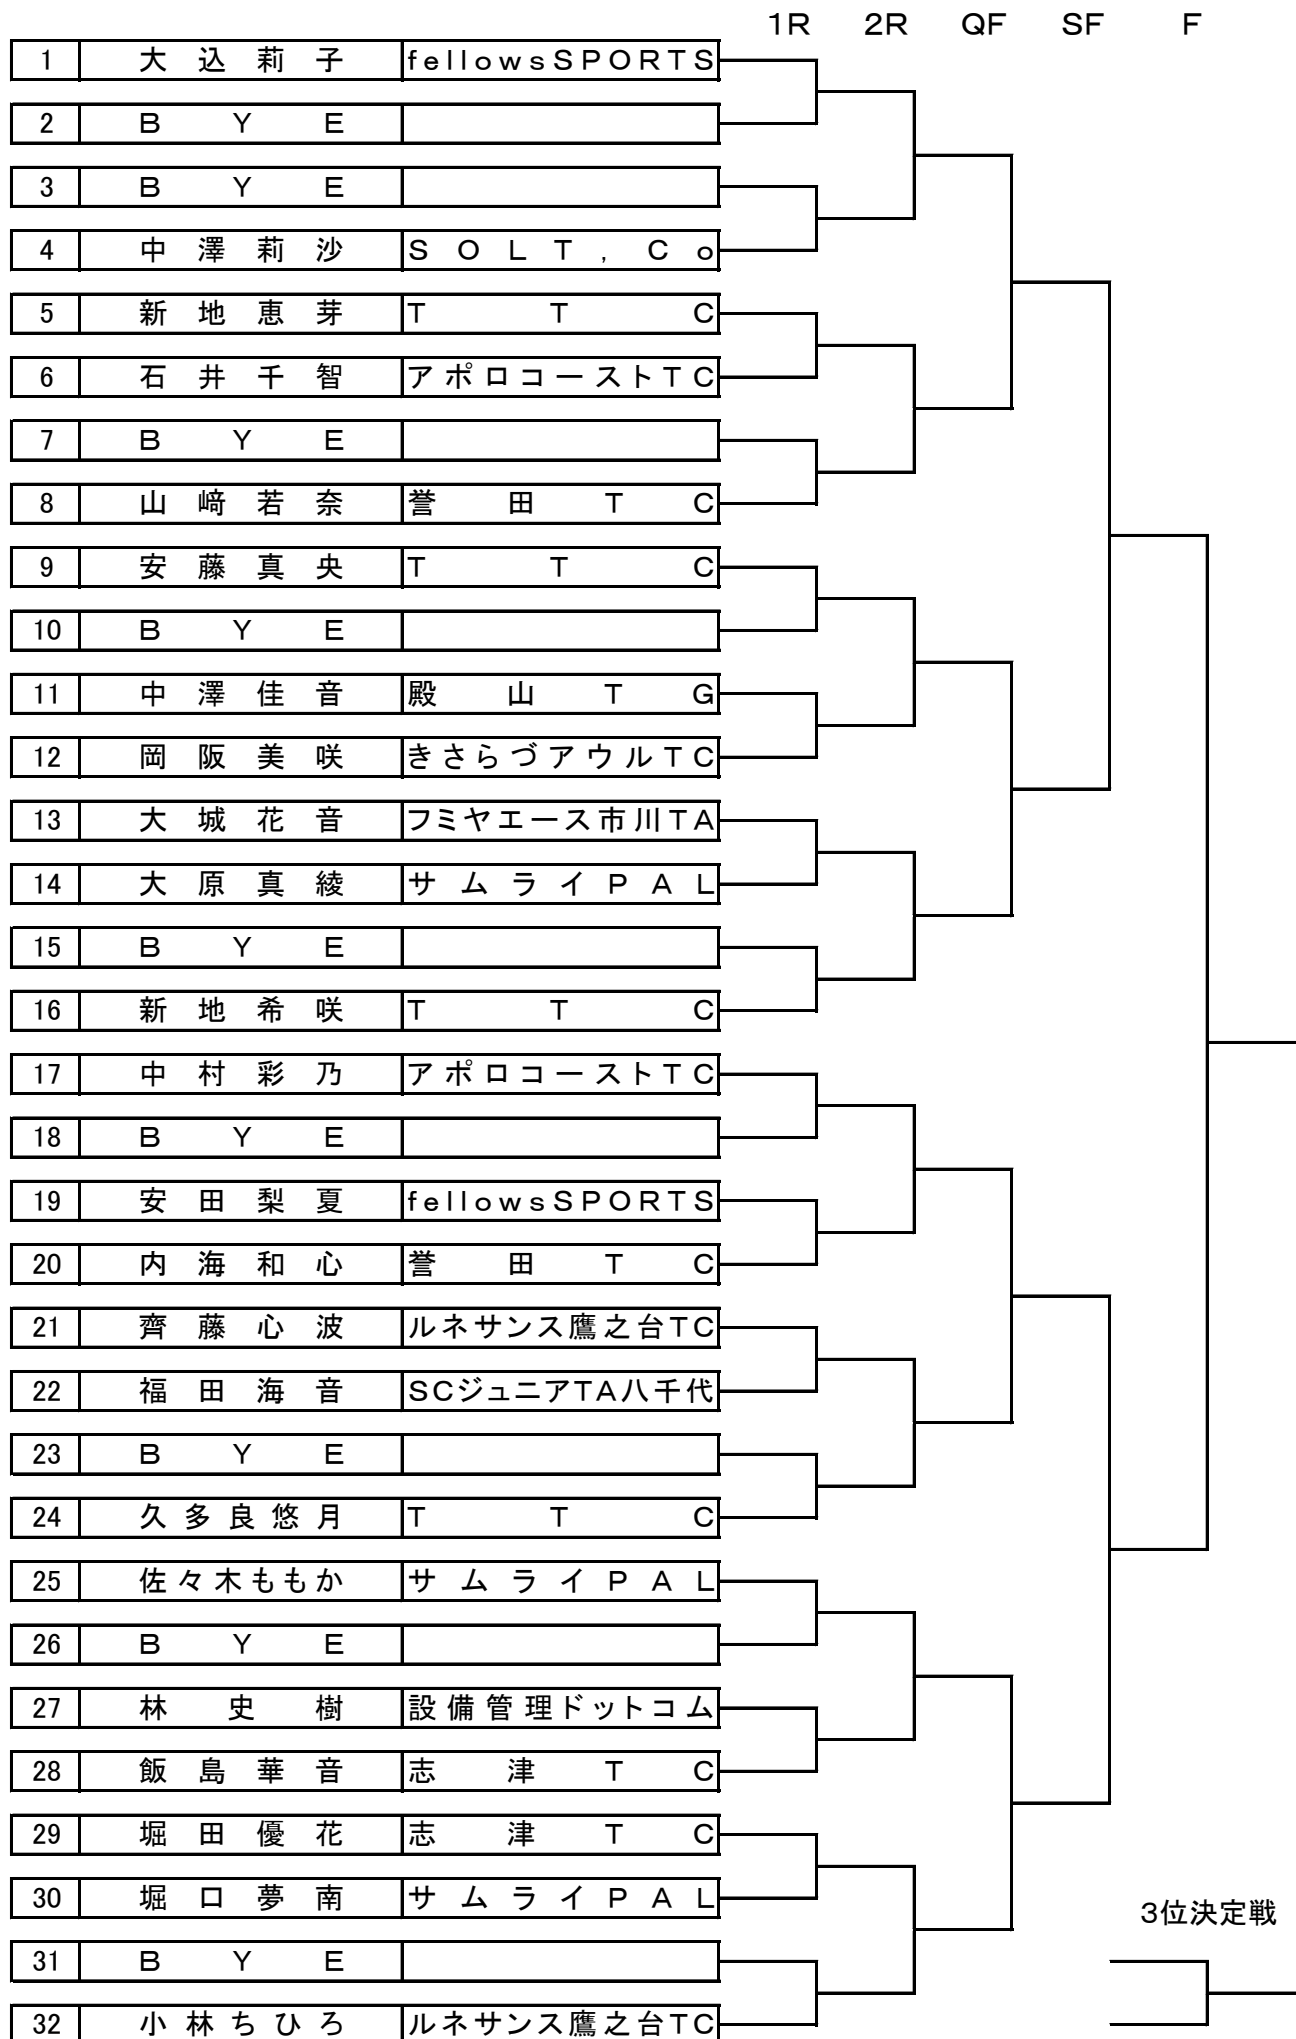 1R 2R QF SF F
1 大込莉子 fellowsSPORTS
2 BYE
3 BYE
4 中澤莉沙 SOLT,Co
5 新地恵芽 TTC
6 石井千智 アポロコーストTC
7 BYE
8 山﨑若奈 誉田TC
9 安藤真央 TTC
10 BYE
11 中澤佳音 殿山TG
12 岡阪美咲 きさらづアウルTC
13 大城花音 フミヤエース市川TA
14 大原真綾 サムライPAL
15 BYE
16 新地希咲 TTC
17 中村彩乃 アポロコーストTC
18 BYE
19 安田梨夏 fellowsSPORTS
20 内海和心 誉田TC
21 齊藤心波 ルネサンス鷹之台TC
22 福田海音 SCジュニアTA八千代
23 BYE
24 久多良悠月 TTC
25 佐々木ももか サムライPAL
26 BYE
27 林史樹 設備管理ドットコム
28 飯島華音 志津TC
29 堀田優花 志津TC
30 堀口夢南 サムライPAL
3位決定戦
31 BYE
32 小林ちひろ ルネサンス鷹之台TC